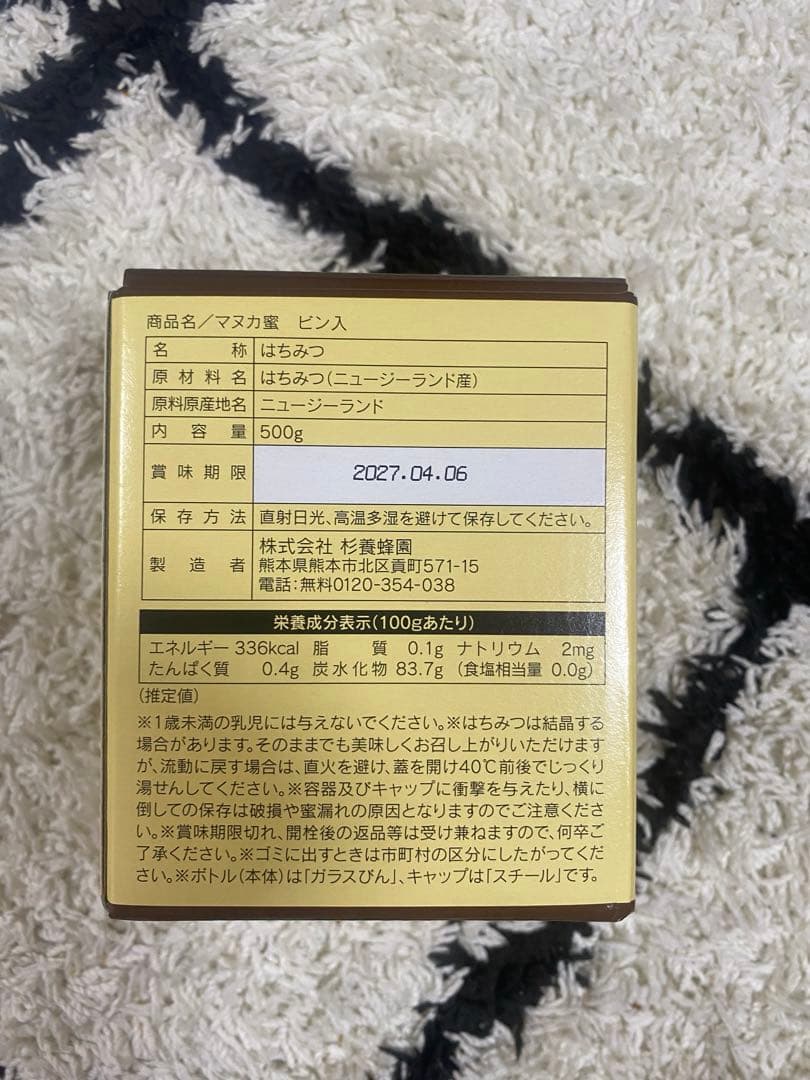 商品名／マヌカ蜜　ビン入
名称 はちみつ
原材料名 はちみつ（ニュージーランド産）
原料原産地名 ニュージーランド
内容量 500g
賞味期限 2027.04.06
保存方法 直射日光、高温多湿を避けて保存してください。
製造者 株式会社 杉養蜂園
熊本県熊本市北区貢町571-15
電話：無料0120-354-038
栄養成分表示（100gあたり）
エネルギー 336kcal 脂質 0.1g ナトリウム 2mg
たんぱく質 0.4g 炭水化物 83.7g （食塩相当量 0.0g）
（推定値）
※1歳未満の乳児には与えないでください。※はちみつは結晶する
場合があります。そのままでも美味しくお召し上がりいただけます
が、流動に戻す場合は、直火を避け、蓋を開け40℃前後でじっくり
湯せんしてください。※容器及びキャップに衝撃を与えたり、横に
倒しての保存は破損や蜜漏れの原因となりますのでご注意くださ
い。※賞味期限切れ、開栓後の返品等は受け兼ねますので、何卒ご
了承ください。※ゴミに出すときは市町村の区分にしたがってくだ
さい。※ボトル（本体）は「ガラスびん」、キャップは「スチール」です。